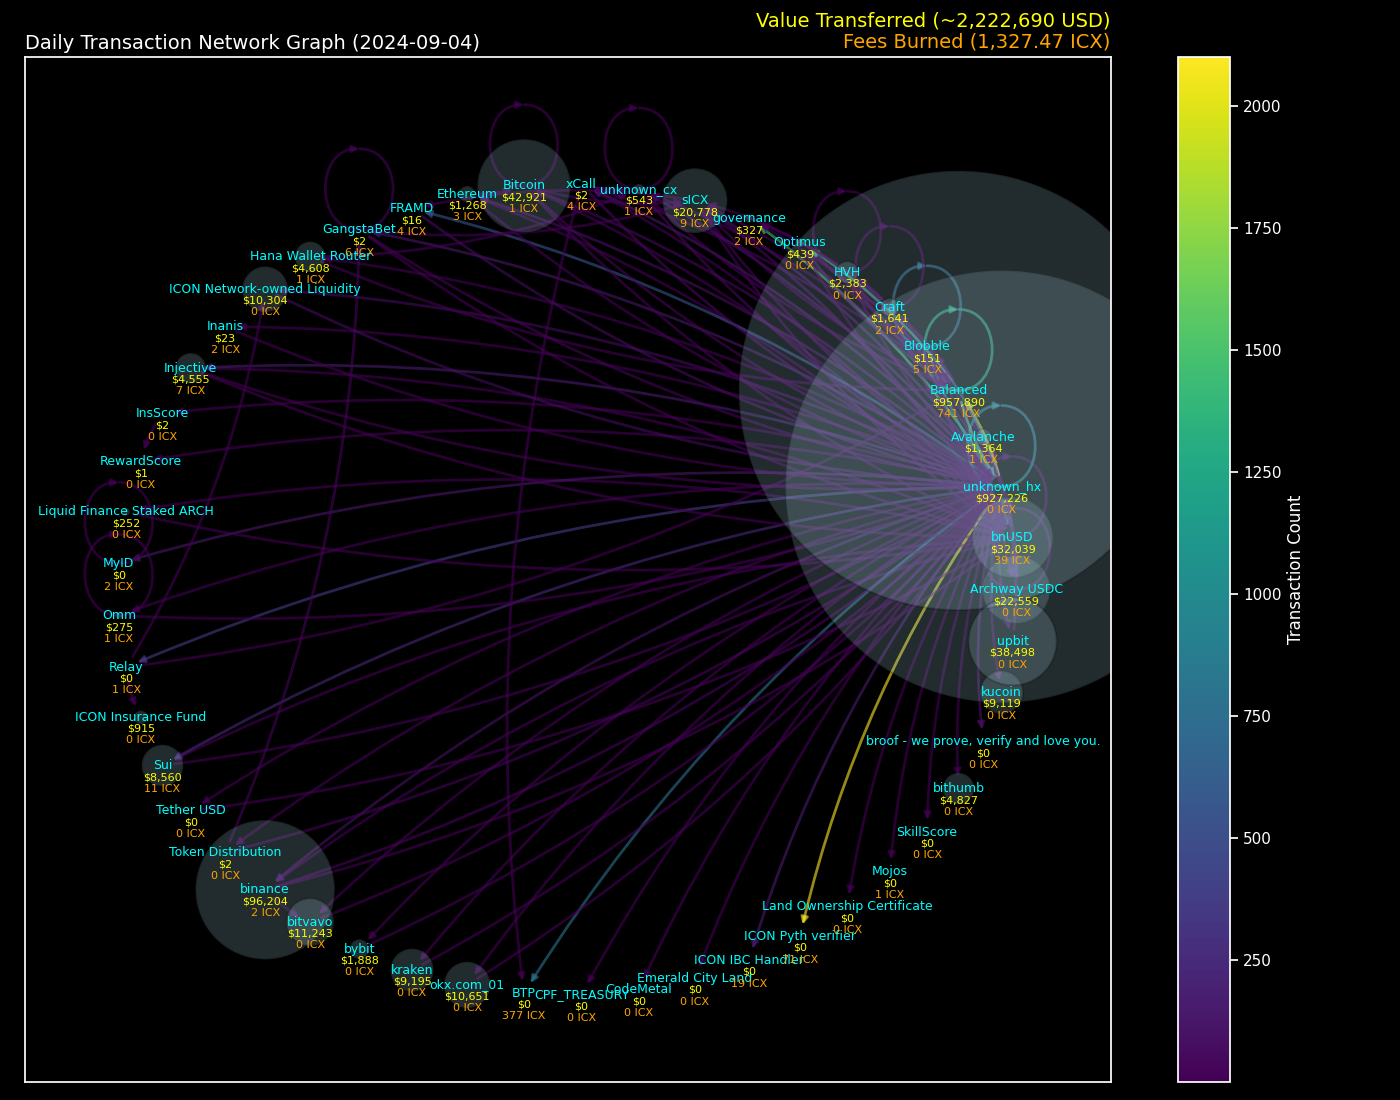 Value Transferred (~2,222,690 USD)
Daily Transaction Network Graph (2024-09-04)
Fees Burned (1,327.47 ICX)
Bitcoin
$42,921
1 ICX
xCall
$2
4 ICX
unknown_cx
$543
1 ICX
Ethereum
$1,268
3 ICX
sICX
$20,778
9 ICX
FRAMD
$16
4 ICX
governance
$327
2 ICX
GangstaBet
$2
6 ICX
Optimus
$439
0 ICX
Hana Wallet Router
$4,608
1 ICX
HVH
$2,383
0 ICX
ICON Network-owned Liquidity
$10,304
0 ICX
Craft
$1,641
2 ICX
Inanis
$23
2 ICX
Blobble
$151
5 ICX
Injective
$4,555
7 ICX
Balanced
$957,890
741 ICX
InsScore
$2
0 ICX
Avalanche
$1,364
1 ICX
RewardScore
$1
0 ICX
unknown_hx
$927,226
0 ICX
Liquid Finance Staked ARCH
$252
0 ICX
bnUSD
$32,039
39 ICX
MyID
$0
2 ICX
Archway USDC
$22,559
0 ICX
Omm
$275
1 ICX
upbit
$38,498
0 ICX
Relay
$0
1 ICX
kucoin
$9,119
0 ICX
ICON Insurance Fund
$915
0 ICX
broof - we prove, verify and love you.
$0
0 ICX
Sui
$8,560
11 ICX
bithumb
$4,827
0 ICX
Tether USD
$0
0 ICX
SkillScore
$0
0 ICX
Token Distribution
$2
0 ICX
Mojos
$0
1 ICX
binance
$96,204
2 ICX
Land Ownership Certificate
$0
0 ICX
bitvavo
$11,243
0 ICX
ICON Pyth verifier
$0
bybit
$1,888
0 ICX
ICON IBC Handler
$0
19 ICX
kraken
$9,195
0 ICX
Emerald City Land
$0
0 ICX
okx.com_01
$10,651
0 ICX
CodeMetal
$0
0 ICX
BTP
$0
377 ICX
CPF_TREASURY
$0
0 ICX
2000
1750
1500
1250
1000
750
500
250
Transaction Count